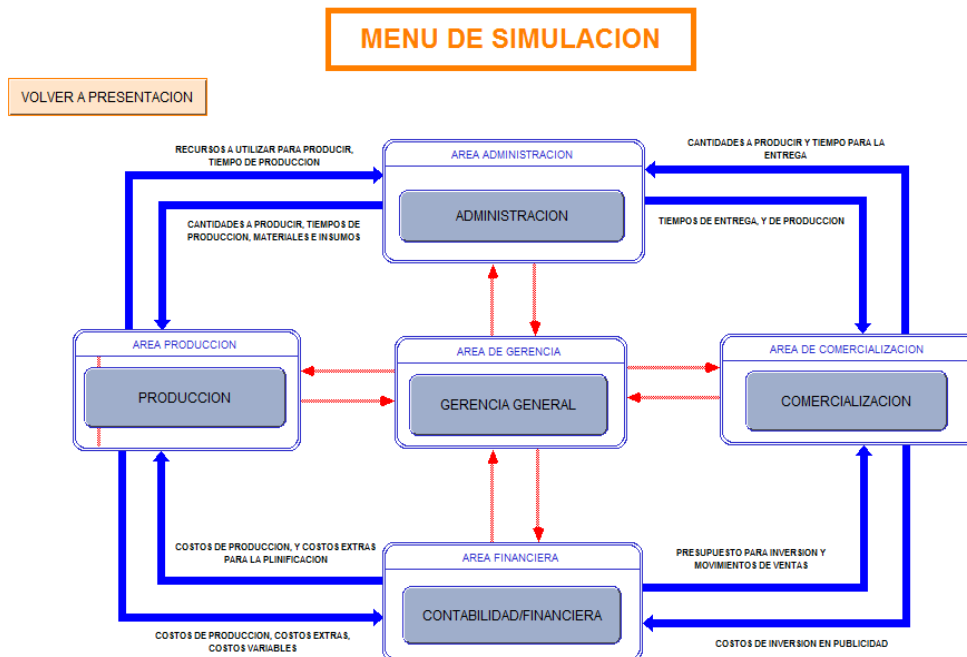 MENU DE SIMULACION
VOLVER A PRESENTACION
RECURSOS A UTILIZAR PARA PRODUCIR,
TIEMPO DE PRODUCCION
AREA ADMINISTRACION
ADMINISTRACION
CANTIDADES A PRODUCIR Y TIEMPO PARA LA
ENTREGA
CANTIDADES A PRODUCIR, TIEMPOS DE
PRODUCCION, MATERIALES E INSUMOS
TIEMPOS DE ENTREGA, Y DE PRODUCCION
AREA PRODUCCION
PRODUCCION
AREA DE GERENCIA
GERENCIA GENERAL
AREA DE COMERCIALIZACION
COMERCIALIZACION
COSTOS DE PRODUCCION, Y COSTOS EXTRAS
PARA LA PLINIFICACION
AREA FINANCIERA
CONTABILIDAD/FINANCIERA
PRESUPUESTO PARA INVERSION Y
MOVIMIENTOS DE VENTAS
COSTOS DE PRODUCCION, COSTOS EXTRAS,
COSTOS VARIABLES
COSTOS DE INVERSION EN PUBLICIDAD